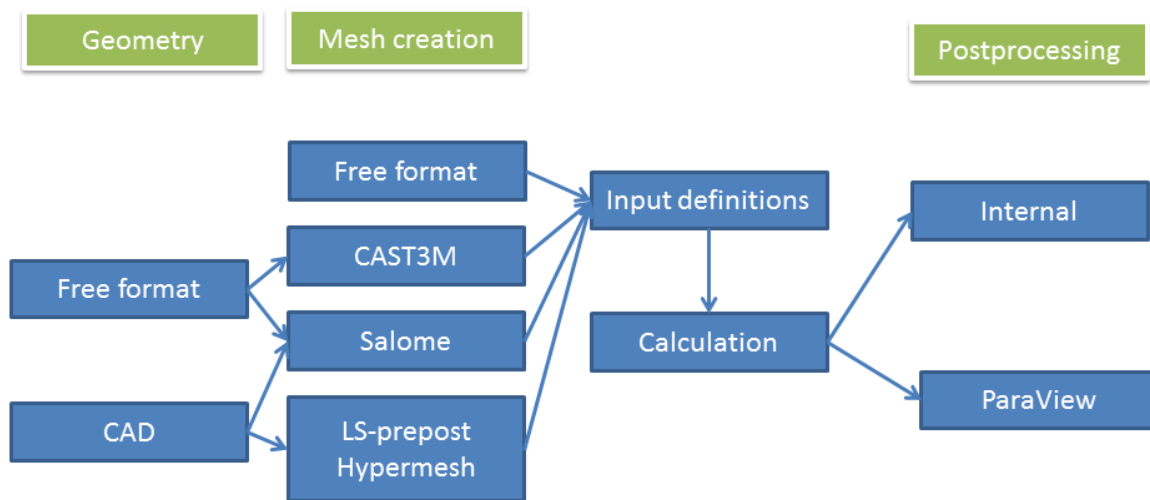 Geometry
Mesh creation
Postprocessing
Free format
Input definitions
Internal
CAST3M
Free format
Salome
Calculation
ParaView
CAD
LS-prepost
Hypermesh